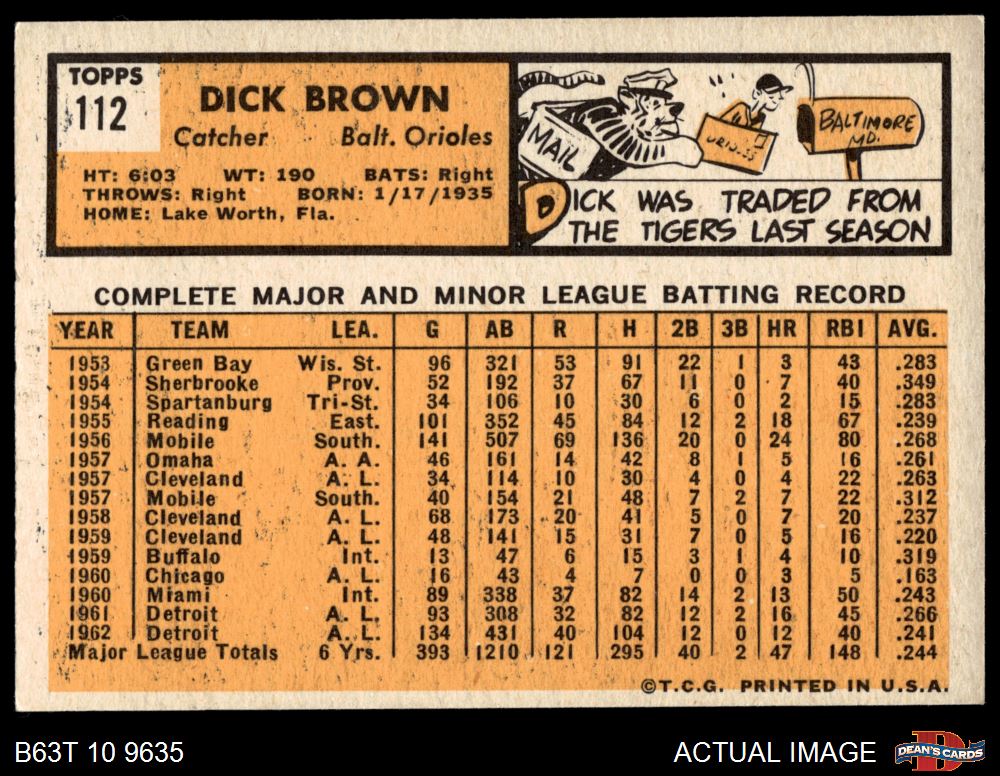 TOPPS
112
DICK BROWN
Catcher Balt. Orioles
HT: 6:03 WT: 190 BATS: Right
THROWS: Right BORN: 1/17/1935
HOME: Lake Worth, Fla.
MAIL
ORIOLES
BALTIMORE
MD.
DICK WAS TRADED FROM
THE TIGERS LAST SEASON
COMPLETE MAJOR AND MINOR LEAGUE BATTING RECORD
YEAR TEAM LEA. G AB R H 2B 3B HR RBI AVG.
1953 Green Bay Wis. St. 96 321 53 91 22 1 3 43 .283
1954 Sherbrooke Prov. 52 192 37 67 11 0 7 40 .349
1954 Spartanburg Tri-St. 34 106 10 30 6 0 2 15 .283
1955 Reading East. 101 352 45 84 12 2 18 67 .239
1956 Mobile South. 141 507 69 136 20 0 24 80 .268
1957 Omaha A. A. 46 161 14 42 8 1 5 16 .261
1957 Cleveland A. L. 34 114 10 30 4 0 4 22 .263
1957 Mobile South. 40 154 21 48 7 2 7 22 .312
1958 Cleveland A. L. 68 173 20 41 5 0 7 20 .237
1959 Cleveland A. L. 48 141 15 31 7 0 5 16 .220
1959 Buffalo Int. 13 47 6 15 3 1 4 10 .319
1960 Chicago A. L. 16 43 4 7 0 0 3 5 .163
1960 Miami Int. 89 338 37 82 14 2 13 50 .243
1961 Detroit A. L. 93 308 32 82 12 2 16 45 .266
1962 Detroit A. L. 134 431 40 104 12 0 12 40 .241
Major League Totals 6 Yrs. 393 1210 121 295 40 2 47 148 .244
©T.C.G. PRINTED IN U.S.A.
B63T 10 9635
ACTUAL IMAGE
DEAN'S CARDS